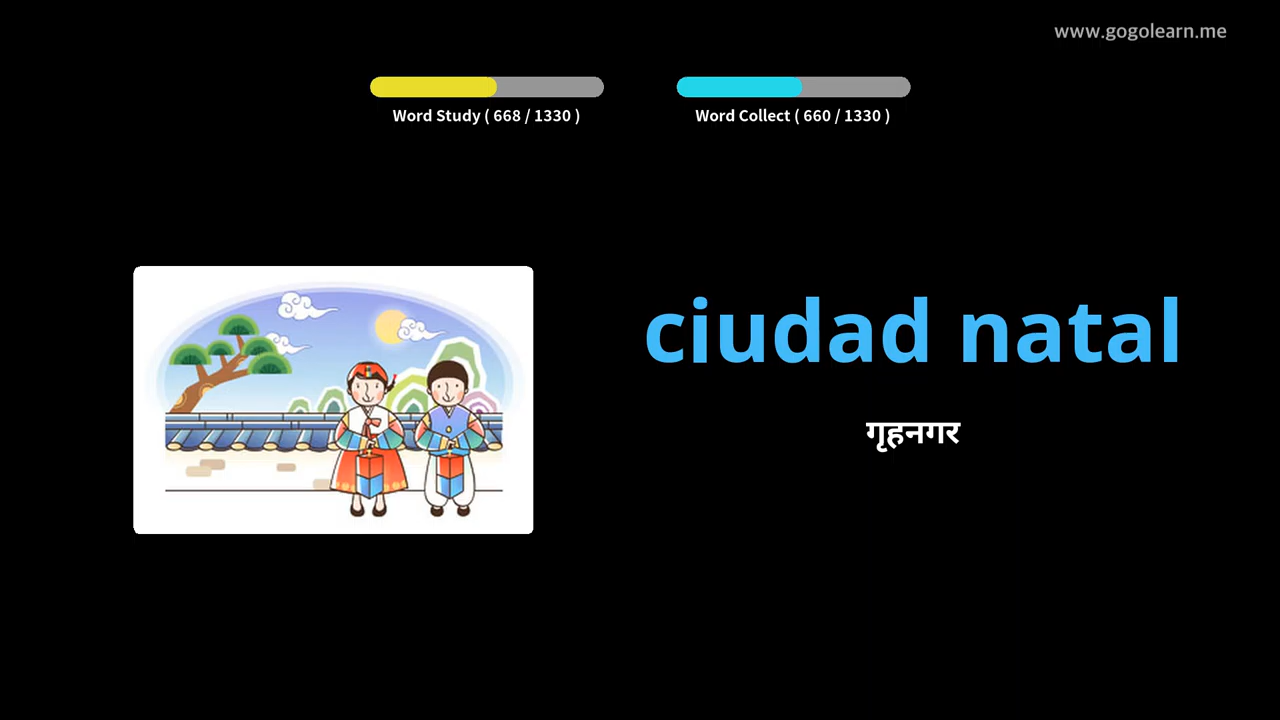 www.gogolearn.me
Word Study ( 668 / 1330 )
Word Collect ( 660 / 1330 )
ciudad natal
गृहनगर